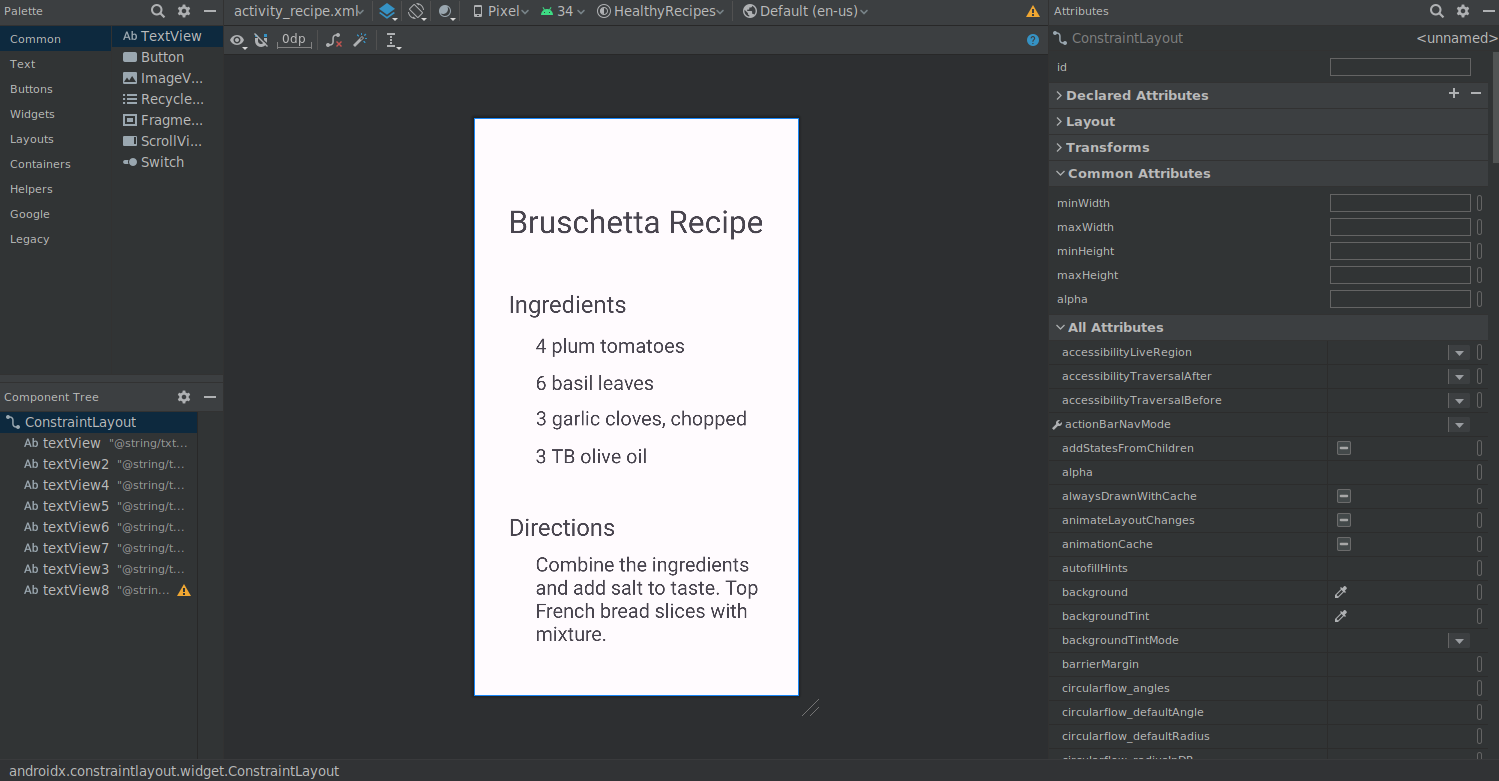 Palette
Common
Text
Buttons
Widgets
Layouts
Containers
Helpers
Google
Legacy
Ab TextView
Button
ImageV...
Recycle...
Fragme...
ScrollVi...
Switch
Component Tree
ConstraintLayout
Ab textView "@string/txt...
Ab textView2 "@string/t...
Ab textView4 "@string/t...
Ab textView5 "@string/t...
Ab textView6 "@string/t...
Ab textView7 "@string/t...
Ab textView3 "@string/t...
Ab textView8 "@strin...
activity_recipe.xml
Pixel
34
HealthyRecipes
Default (en-us)
0dp
Bruschetta Recipe
Ingredients
4 plum tomatoes
6 basil leaves
3 garlic cloves, chopped
3 TB olive oil
Directions
Combine the ingredients
and add salt to taste. Top
French bread slices with
mixture.
Attributes
ConstraintLayout <unnamed>
id
Declared Attributes
Layout
Transforms
Common Attributes
minWidth
maxWidth
minHeight
maxHeight
alpha
All Attributes
accessibilityLiveRegion
accessibilityTraversalAfter
accessibilityTraversalBefore
actionBarNavMode
addStatesFromChildren
alpha
alwaysDrawnWithCache
animateLayoutChanges
animationCache
autofillHints
background
backgroundTint
backgroundTintMode
barrierMargin
circularflow_angles
circularflow_defaultAngle
circularflow_defaultRadius
androidx.constraintlayout.widget.ConstraintLayout